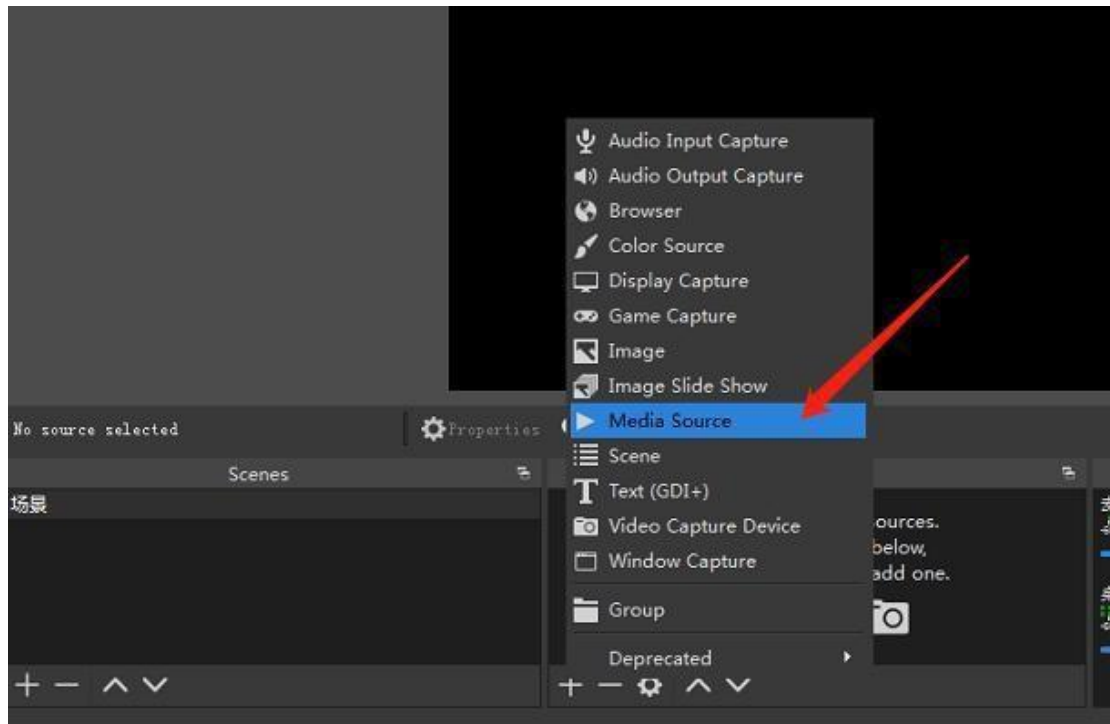 Audio Input Capture
Audio Output Capture
Browser
Color Source
Display Capture
Game Capture
Image
Image Slide Show
Media Source
Scene
Text (GDI+)
Video Capture Device
Window Capture
Group
Deprecated
No source selected
Properties
Scenes
场景
ources.
below,
add one.